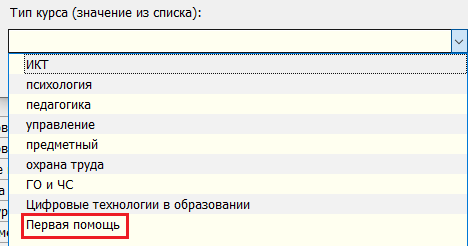 Тип курса (значение из списка):
ИКТ
психология
педагогика
управление
предметный
охрана труда
ГО и ЧС
Цифровые технологии в образовании
Первая помощь